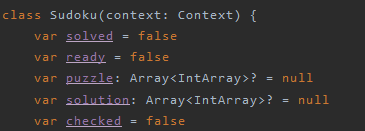 class Sudoku(context: Context) {
var solved = false
var ready = false
var puzzle: Array<IntArray>? = null
var solution: Array<IntArray>? = null
var checked = false